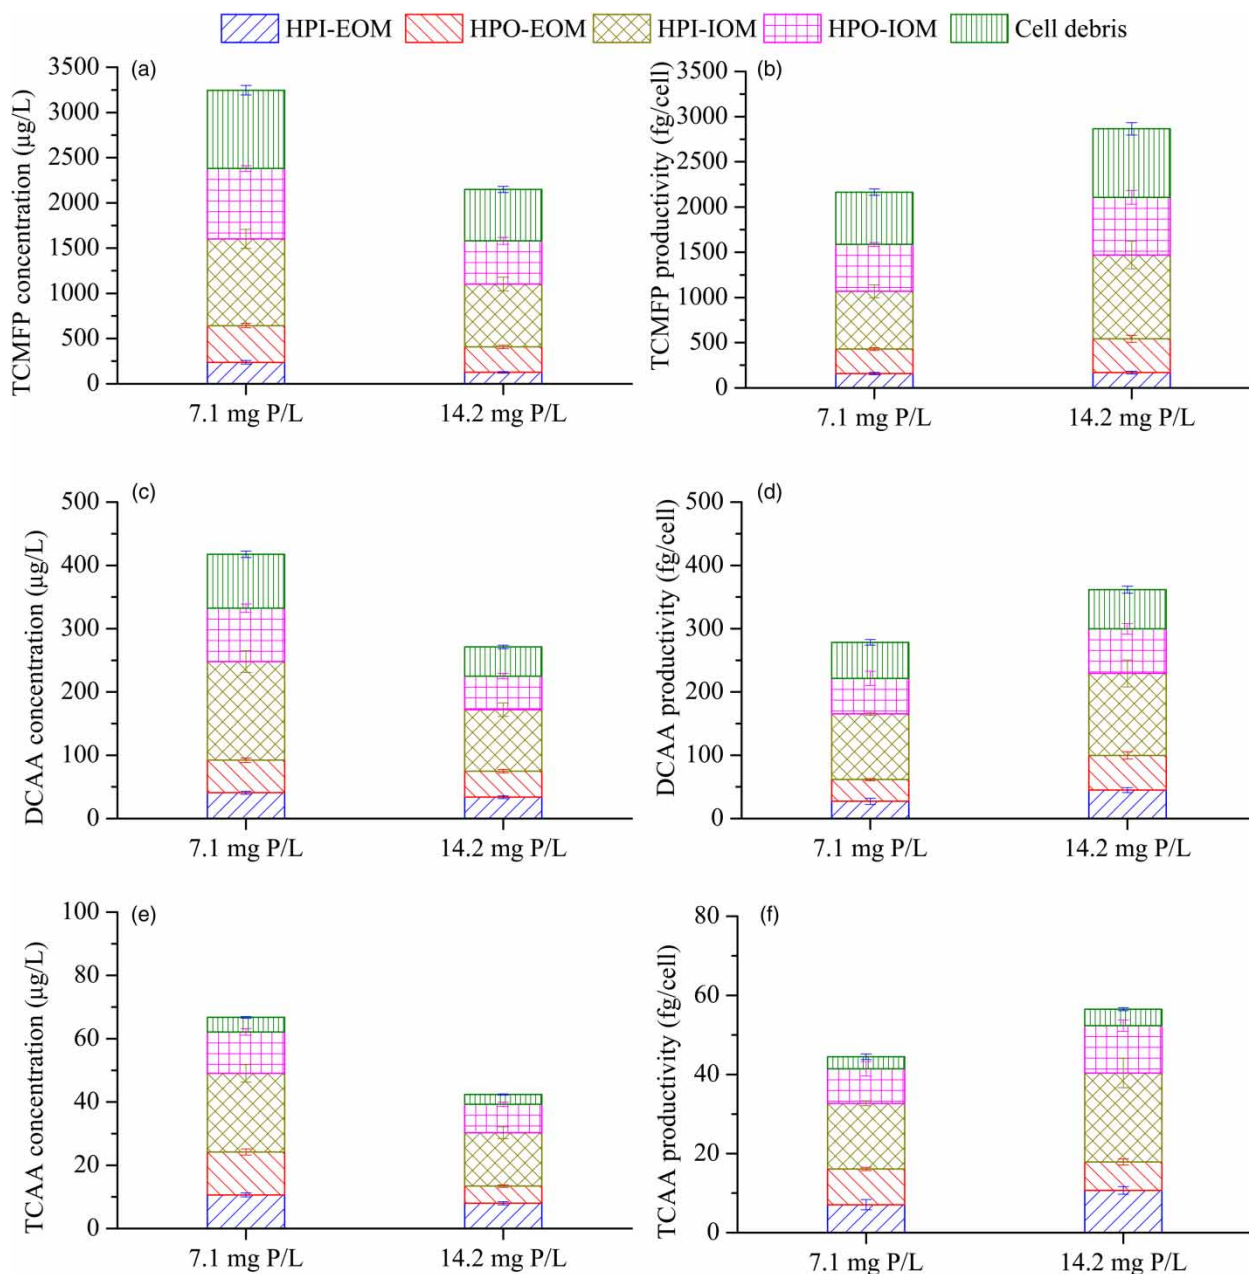 HPI-EOM HPO-EOM HPI-IOM HPO-IOM Cell debris
(a)
TCMFP concentration (µg/L)
3500
3000
2500
2000
1500
1000
500
0
7.1 mg P/L 14.2 mg P/L
(b)
TCMFP productivity (fg/cell)
3500
3000
2500
2000
1500
1000
500
0
7.1 mg P/L 14.2 mg P/L
(c)
DCAA concentration (µg/L)
500
400
300
200
100
0
7.1 mg P/L 14.2 mg P/L
(d)
DCAA productivity (fg/cell)
500
400
300
200
100
0
7.1 mg P/L 14.2 mg P/L
(e)
TCAA concentration (µg/L)
100
80
60
40
20
0
7.1 mg P/L 14.2 mg P/L
(f)
TCAA productivity (fg/cell)
80
60
40
20
0
7.1 mg P/L 14.2 mg P/L